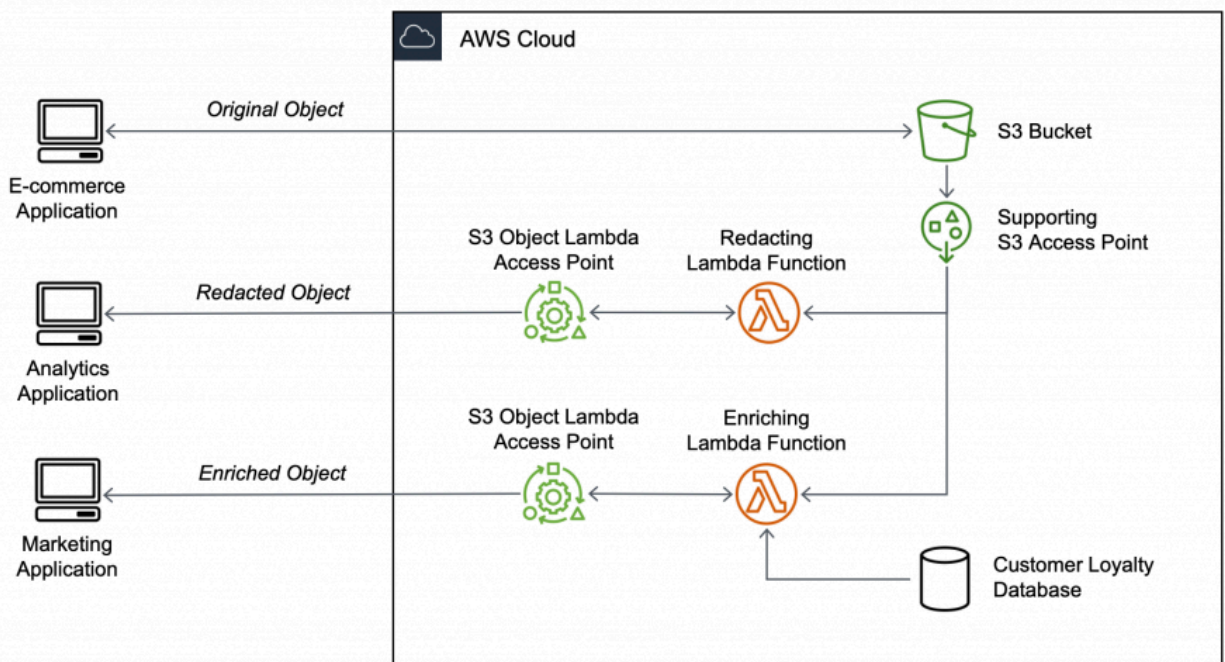 AWS Cloud
Original Object
S3 Bucket
E-commerce
Application
Supporting
S3 Access Point
S3 Object Lambda
Access Point
Redacting
Lambda Function
Redacted Object
Analytics
Application
S3 Object Lambda
Access Point
Enriching
Lambda Function
Enriched Object
Marketing
Application
Customer Loyalty
Database